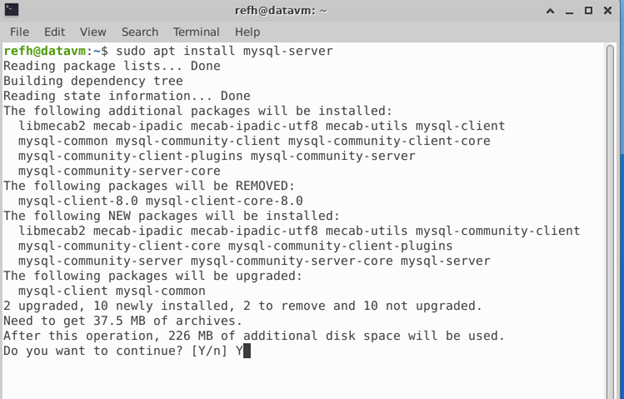 refh@datavm: ~
File Edit View Search Terminal Help
refh@datavm:~$ sudo apt install mysql-server
Reading package lists... Done
Building dependency tree
Reading state information... Done
The following additional packages will be installed:
  libmecab2 mecab-ipadic mecab-ipadic-utf8 mecab-utils mysql-client
  mysql-common mysql-community-client mysql-community-client-core
  mysql-community-client-plugins mysql-community-server
  mysql-community-server-core
The following packages will be REMOVED:
  mysql-client-8.0 mysql-client-core-8.0
The following NEW packages will be installed:
  libmecab2 mecab-ipadic mecab-ipadic-utf8 mecab-utils mysql-community-client
  mysql-community-client-core mysql-community-client-plugins
  mysql-community-server mysql-community-server-core mysql-server
The following packages will be upgraded:
  mysql-client mysql-common
2 upgraded, 10 newly installed, 2 to remove and 10 not upgraded.
Need to get 37.5 MB of archives.
After this operation, 226 MB of additional disk space will be used.
Do you want to continue? [Y/n] Y